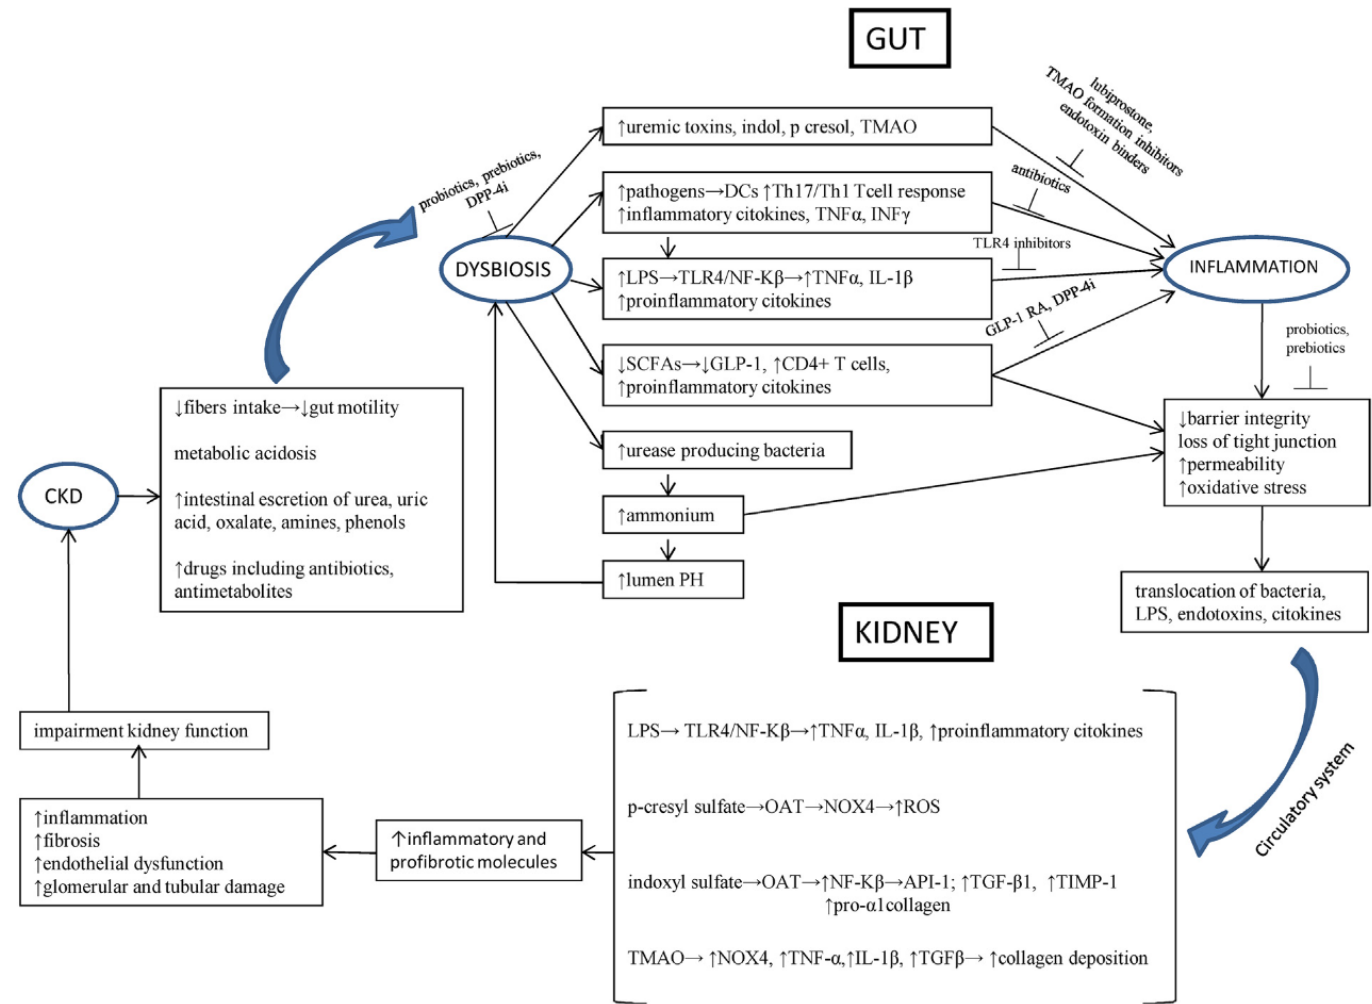 GUT
lubiprostone,
TMAO formation inhibitors
endotoxin binders
↑uremic toxins, indol, p cresol, TMAO
probiotics, prebiotics,
DPP-4i
antibiotics
↑pathogens→DCs ↑Th17/Th1 Tcell response
↑inflammatory citokines, TNFα, INFγ
TLR4 inhibitors
DYSBIOSIS
↑LPS→TLR4/NF-Kβ→↑TNFα, IL-1β
↑proinflammatory citokines
INFLAMMATION
GLP-1 RA, DPP-4i
↓SCFAs→↓GLP-1, ↑CD4+ T cells,
↑proinflammatory citokines
probiotics,
prebiotics
↓fibers intake→↓gut motility
metabolic acidosis
↑intestinal escretion of urea, uric
acid, oxalate, amines, phenols
↑drugs including antibiotics,
antimetabolites
CKD
↑urease producing bacteria
↑ammonium
↑lumen PH
↓barrier integrity
loss of tight junction
↑permeability
↑oxidative stress
translocation of bacteria,
LPS, endotoxins, citokines
KIDNEY
Circulatory system
LPS→ TLR4/NF-Kβ→↑TNFα, IL-1β, ↑proinflammatory citokines
p-cresyl sulfate→OAT→NOX4→↑ROS
indoxyl sulfate→OAT→↑NF-Kβ→API-1; ↑TGF-β1, ↑TIMP-1
↑pro-α1collagen
TMAO→ ↑NOX4, ↑TNF-α,↑IL-1β, ↑TGFβ→ ↑collagen deposition
↑inflammatory and
profibrotic molecules
↑inflammation
↑fibrosis
↑endothelial dysfunction
↑glomerular and tubular damage
impairment kidney function